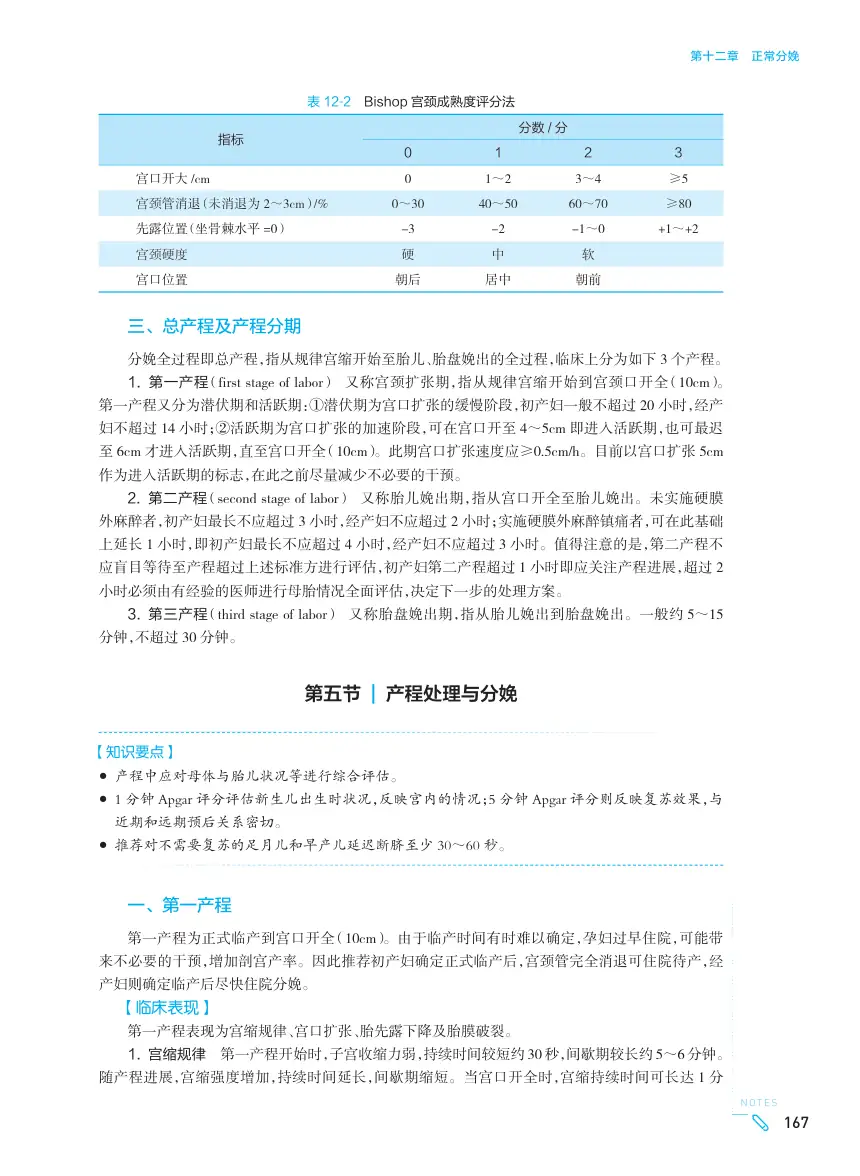 第十二章 正常分娩
表 12-2 Bishop 宫颈成熟度评分法
指标 分数 / 分
0 1 2 3
宫口开大 /cm 0 1～2 3～4 ≥5
宫颈管消退（未消退为 2～3cm）/% 0～30 40～50 60～70 ≥80
先露位置（坐骨棘水平 =0） -3 -2 -1～0 +1～+2
宫颈硬度 硬 中 软
宫口位置 朝后 居中 朝前
三、总产程及产程分期
分娩全过程即总产程，指从规律宫缩开始至胎儿、胎盘娩出的全过程，临床上分为如下 3 个产程。
1. 第一产程（first stage of labor） 又称宫颈扩张期，指从规律宫缩开始到宫颈口开全（10cm）。
第一产程又分为潜伏期和活跃期：①潜伏期为宫口扩张的缓慢阶段，初产妇一般不超过 20 小时，经产
妇不超过 14 小时；②活跃期为宫口扩张的加速阶段，可在宫口开至 4～5cm 即进入活跃期，也可最迟
至 6cm 才进入活跃期，直至宫口开全（10cm）。此期宫口扩张速度应≥0.5cm/h。目前以宫口扩张 5cm
作为进入活跃期的标志，在此之前尽量减少不必要的干预。
2. 第二产程（second stage of labor） 又称胎儿娩出期，指从宫口开全至胎儿娩出。未实施硬膜
外麻醉者，初产妇最长不应超过 3 小时，经产妇不应超过 2 小时；实施硬膜外麻醉镇痛者，可在此基础
上延长 1 小时，即初产妇最长不应超过 4 小时，经产妇不应超过 3 小时。值得注意的是，第二产程不
应盲目等待至产程超过上述标准方进行评估，初产妇第二产程超过 1 小时即应关注产程进展，超过 2
小时必须由有经验的医师进行母胎情况全面评估，决定下一步的处理方案。
3. 第三产程（third stage of labor） 又称胎盘娩出期，指从胎儿娩出到胎盘娩出。一般约 5～15
分钟，不超过 30 分钟。
第五节 | 产程处理与分娩
【知识要点】
● 产程中应对母体与胎儿状况等进行综合评估。
● 1 分钟 Apgar 评分评估新生儿出生时状况，反映宫内的情况；5 分钟 Apgar 评分则反映复苏效果，与
近期和远期预后关系密切。
● 推荐对不需要复苏的足月儿和早产儿延迟断脐至少 30～60 秒。
一、第一产程
第一产程为正式临产到宫口开全（10cm）。由于临产时间有时难以确定，孕妇过早住院，可能带
来不必要的干预，增加剖宫产率。因此推荐初产妇确定正式临产后，宫颈管完全消退可住院待产，经
产妇则确定临产后尽快住院分娩。
【临床表现】
第一产程表现为宫缩规律、宫口扩张、胎先露下降及胎膜破裂。
1. 宫缩规律 第一产程开始时，子宫收缩力弱，持续时间较短约 30 秒，间歇期较长约 5～6 分钟。
随产程进展，宫缩强度增加，持续时间延长，间歇期缩短。当宫口开全时，宫缩持续时间可长达 1 分
NOTES
167